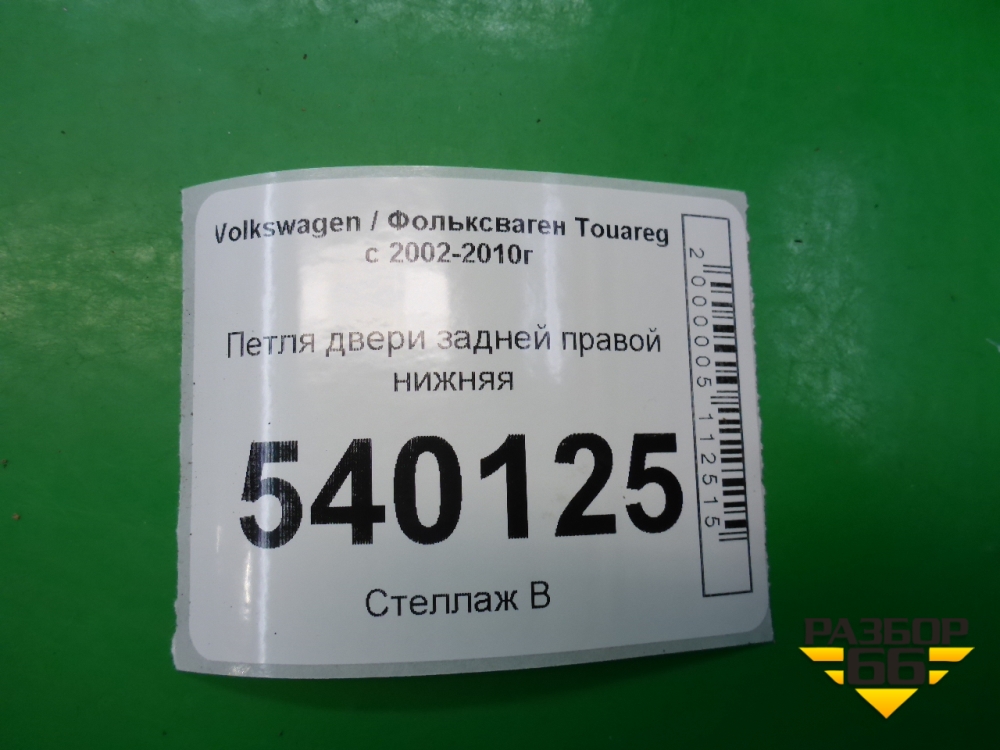 Volkswagen / Фольксваген Touareg
с 2002-2010г
Петля двери задней правой
нижняя
540125
Стеллаж В
2000005112515
РАЗБОР
66